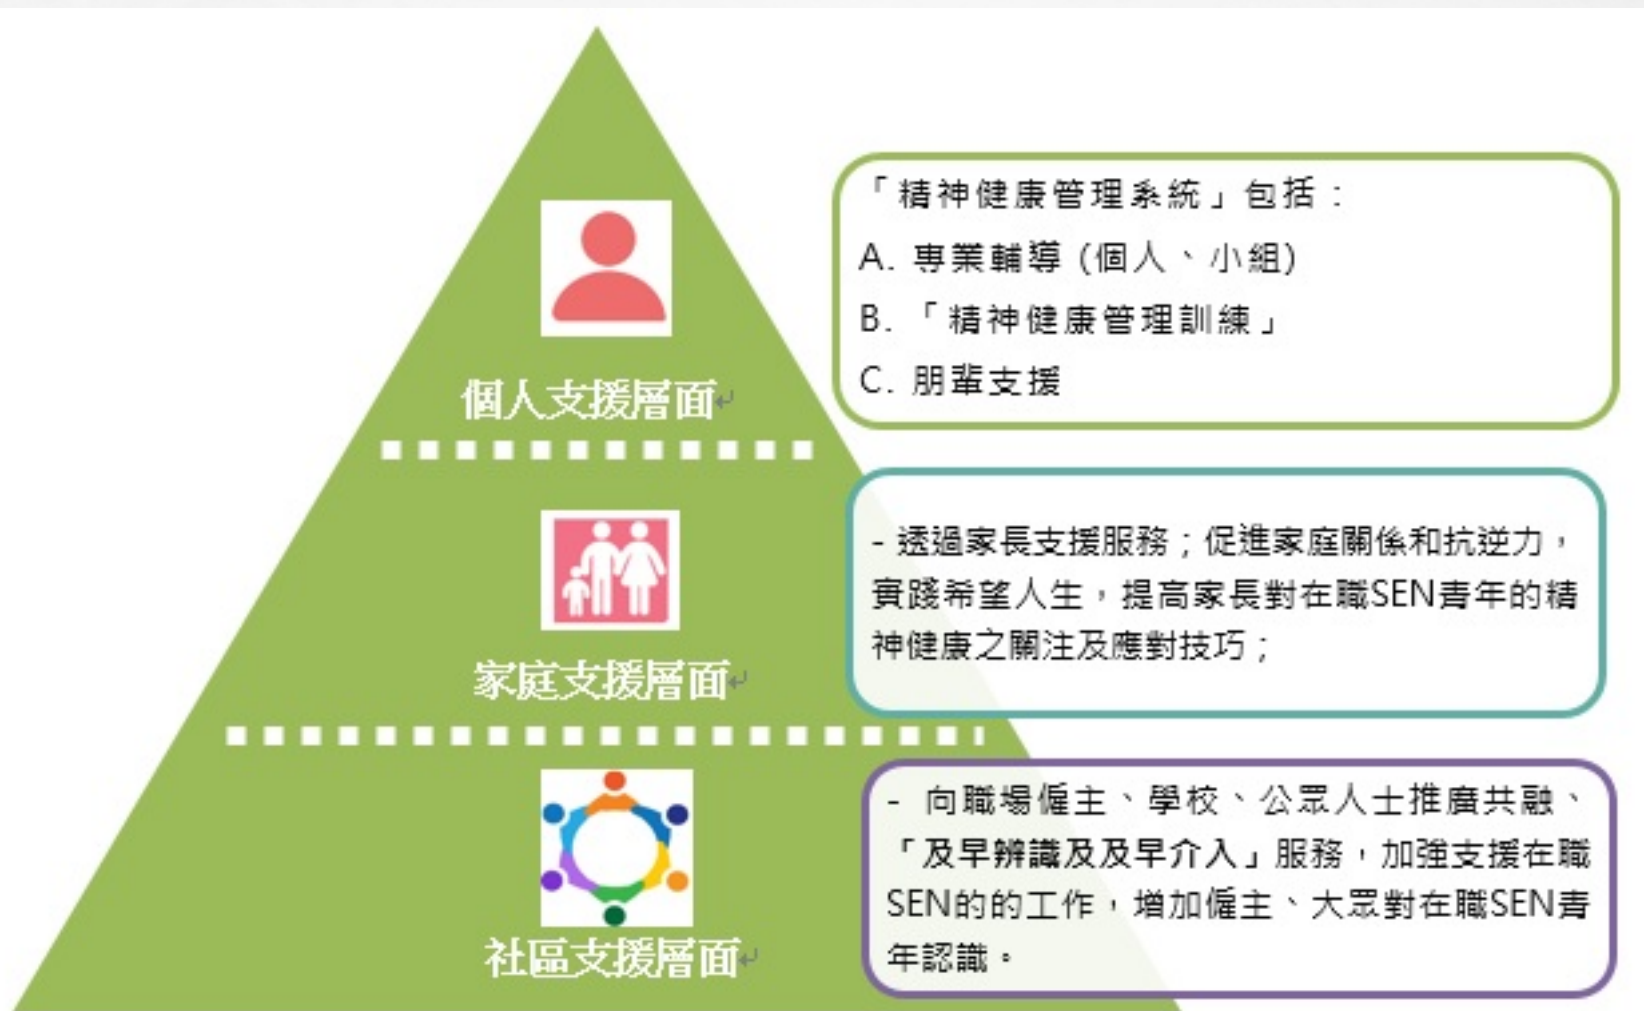 個人支援層面
「精神健康管理系統」包括：
A. 專業輔導 (個人、小組)
B. 「精神健康管理訓練」
C. 朋輩支援
家庭支援層面
- 透過家長支援服務；促進家庭關係和抗逆力，
實踐希望人生，提高家長對在職SEN青年的精
神健康之關注及應對技巧；
社區支援層面
- 向職場僱主、學校、公眾人士推廣共融、
「及早辨識及及早介入」服務，加強支援在職
SEN的的工作，增加僱主、大眾對在職SEN青
年認識。